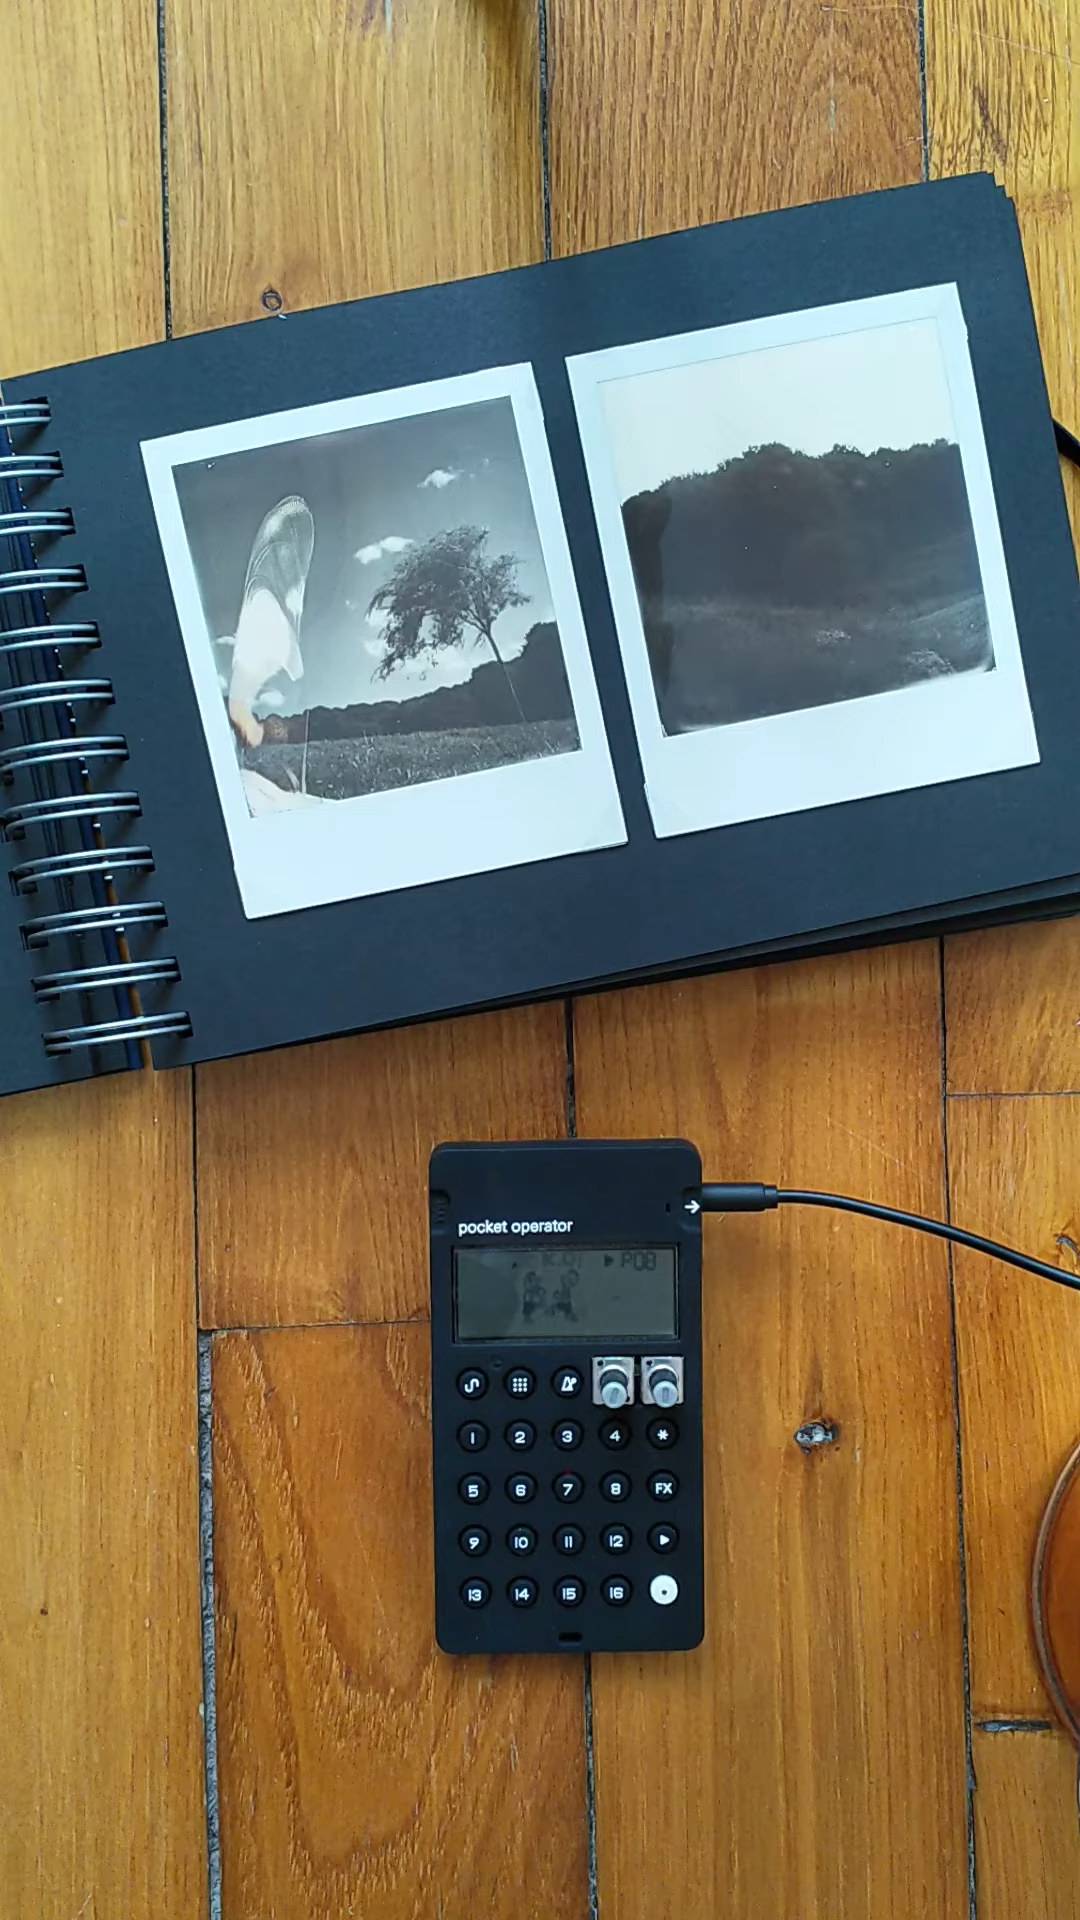 pocket operator
P08
1 2 3 4 *
5 6 7 8 FX
9 10 11 12
13 14 15 16